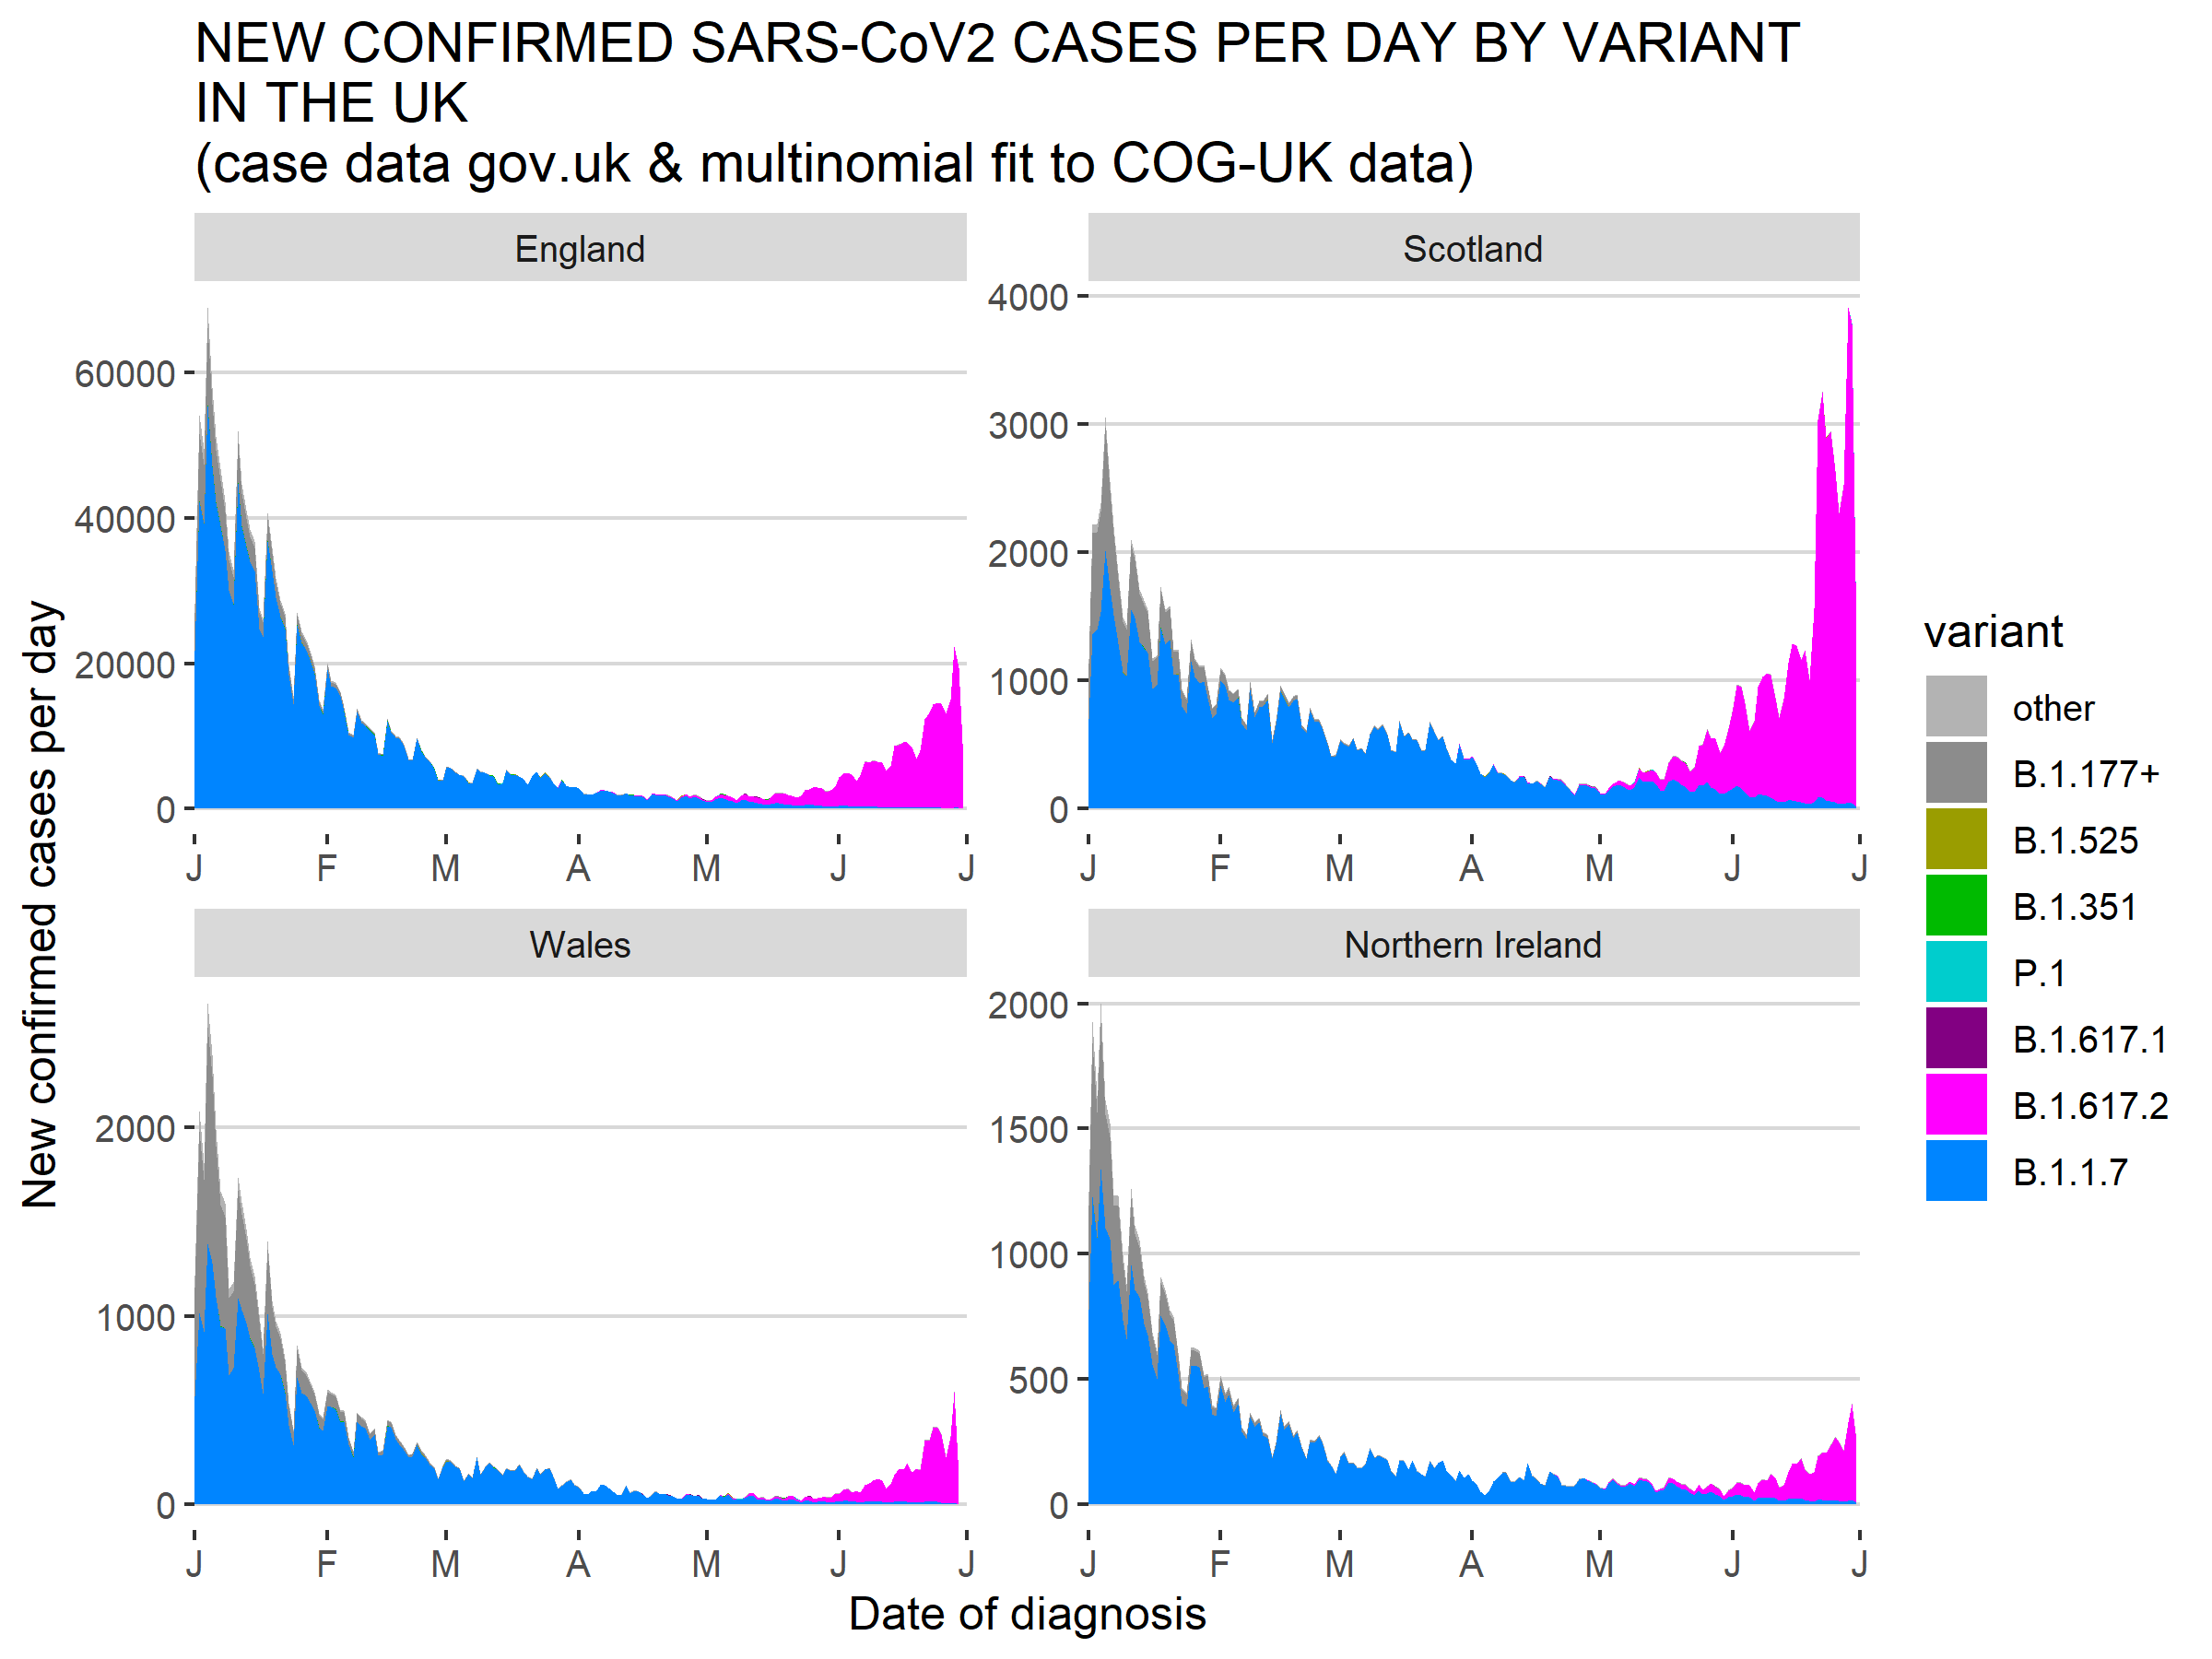 NEW CONFIRMED SARS-CoV2 CASES PER DAY BY VARIANT
IN THE UK
(case data gov.uk & multinomial fit to COG-UK data)
New confirmed cases per day
England
60000
40000
20000
0
J F M A M J J
Scotland
4000
3000
2000
1000
0
J F M A M J J
Wales
2000
1000
0
J F M A M J J
Northern Ireland
2000
1500
1000
500
0
J F M A M J J
Date of diagnosis
variant
other
B.1.177+
B.1.525
B.1.351
P.1
B.1.617.1
B.1.617.2
B.1.1.7